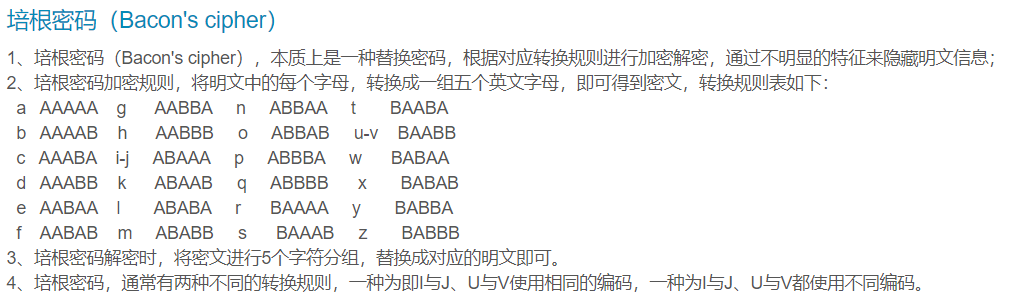 培根密码（Bacon's cipher）
1、培根密码（Bacon's cipher），本质上是一种替换密码，根据对应转换规则进行加密解密，通过不明显的特征来隐藏明文信息；
2、培根密码加密规则，将明文中的每个字母，转换成一组五个英文字母，即可得到密文，转换规则表如下：
a AAAAA g AABBA n ABBAA t BAABA
b AAAAB h AABBB o ABBAB u-v BAABB
c AAABA i-j ABAAA p ABBBA w BABAA
d AAABB k ABAAB q ABBBB x BABAB
e AABAA l ABABA r BAAAA y BABBA
f AABAB m ABABB s BAAAB z BABBB
3、培根密码解密时，将密文进行5个字符分组，替换成对应的明文即可。
4、培根密码，通常有两种不同的转换规则，一种为即I与J、U与V使用相同的编码，一种为I与J、U与V都使用不同编码。